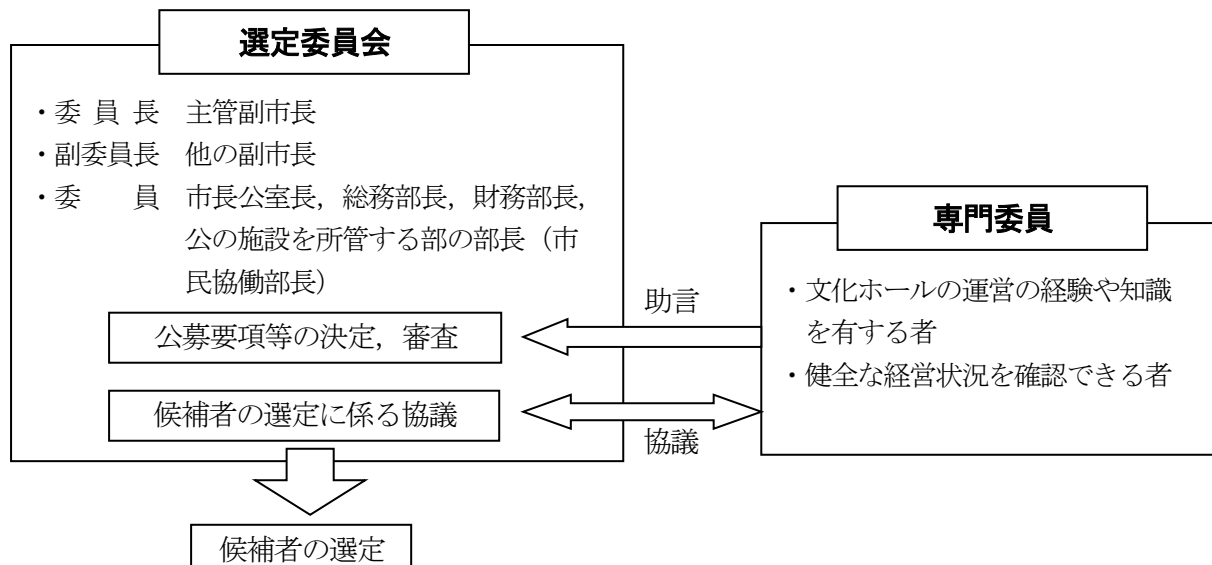 選定委員会
・委 員 長 主管副市長
・副委員長 他の副市長
・委　　員 市長公室長，総務部長，財務部長，
公の施設を所管する部の部長（市
民協働部長）
公募要項等の決定，審査
候補者の選定に係る協議
候補者の選定
助言
協議
専門委員
・文化ホールの運営の経験や知識
を有する者
・健全な経営状況を確認できる者